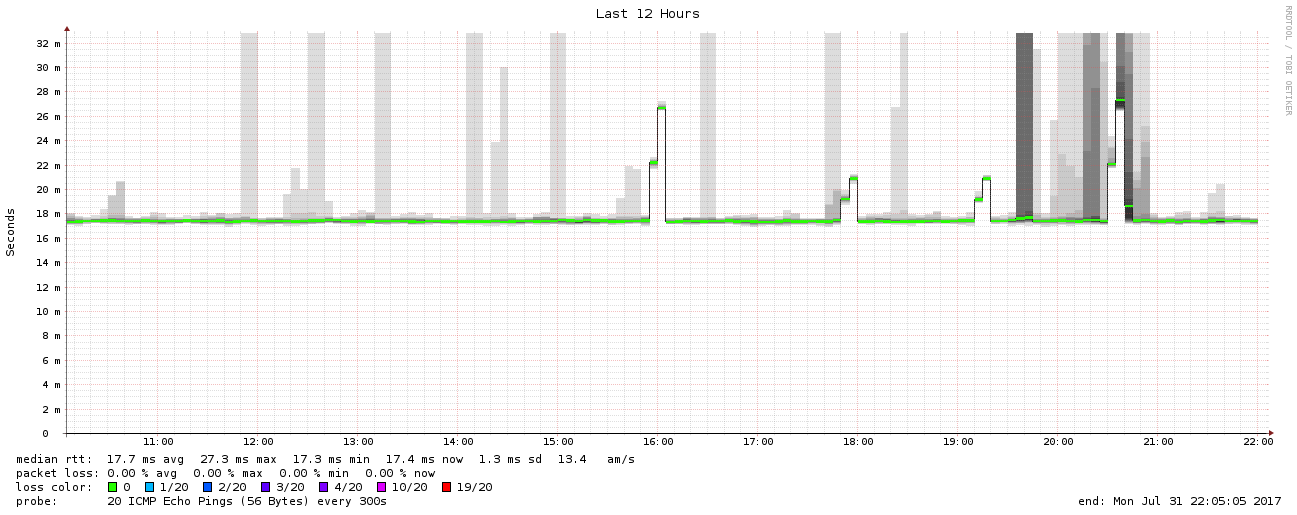 Last 12 Hours
RRDTOOL / TOBI OETIKER
Seconds
32 m
30 m
28 m
26 m
24 m
22 m
20 m
18 m
16 m
14 m
12 m
10 m
8 m
6 m
4 m
2 m
0
11:00 12:00 13:00 14:00 15:00 16:00 17:00 18:00 19:00 20:00 21:00 22:00
median rtt: 17.7 ms avg 27.3 ms max 17.3 ms min 17.4 ms now 1.3 ms sd 13.4 am/s
packet loss: 0.00 % avg 0.00 % max 0.00 % min 0.00 % now
loss color: 0 1/20 2/20 3/20 4/20 10/20 19/20
probe: 20 ICMP Echo Pings (56 Bytes) every 300s end: Mon Jul 31 22:05:05 2017